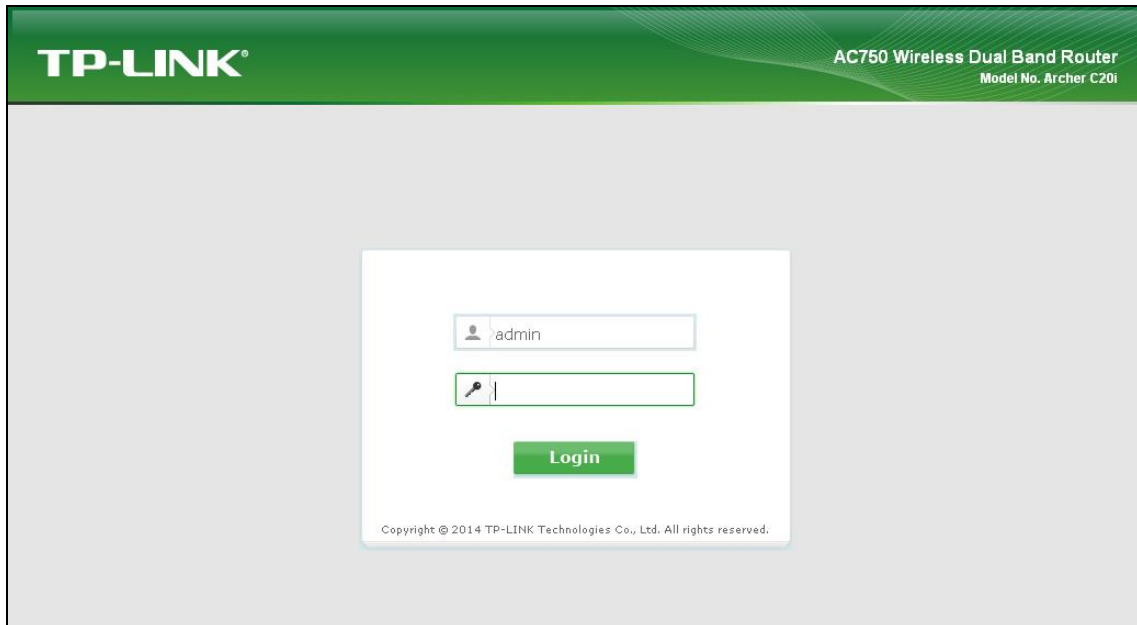 TP-LINK®
AC750 Wireless Dual Band Router
Model No. Archer C20i
admin
Login
Copyright © 2014 TP-LINK Technologies Co., Ltd. All rights reserved.